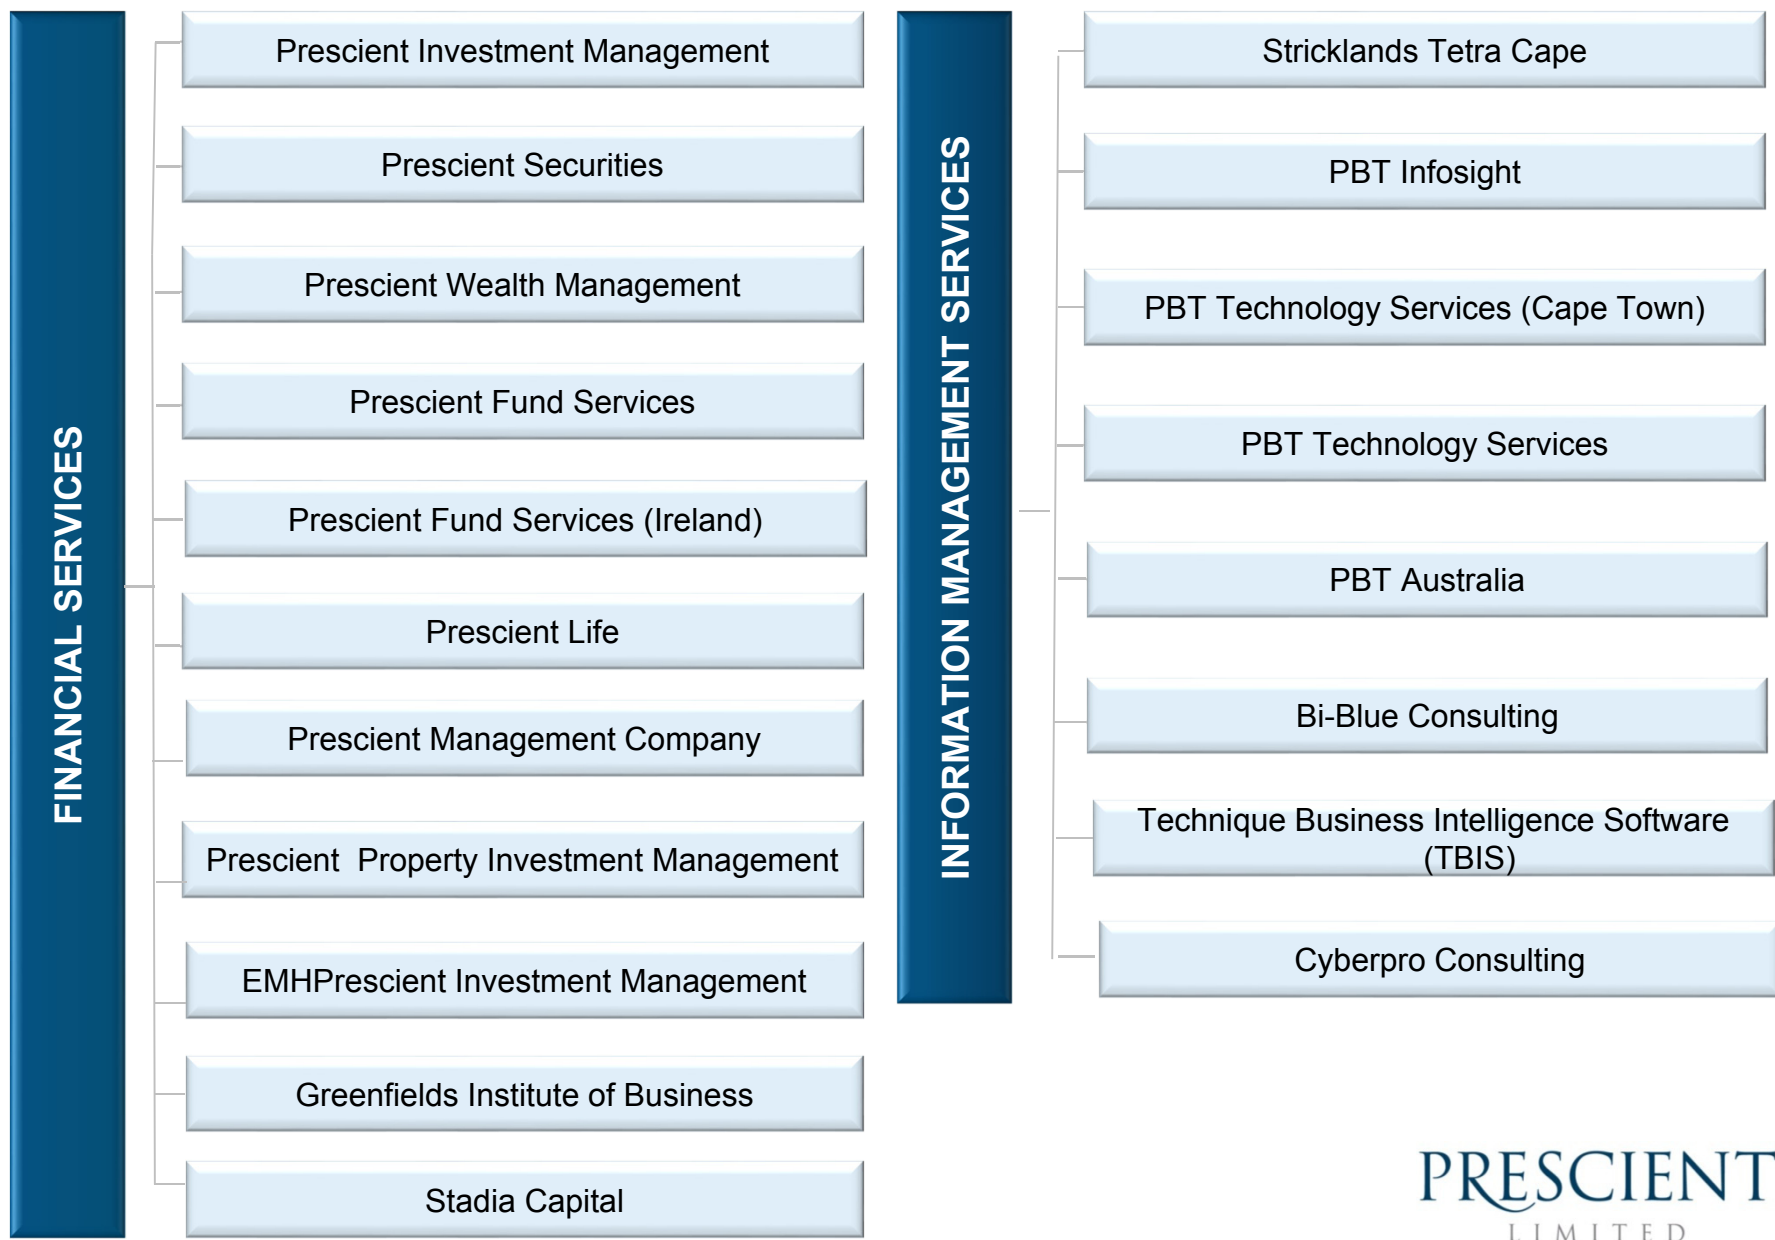 FINANCIAL SERVICES
Prescient Investment Management
Prescient Securities
Prescient Wealth Management
Prescient Fund Services
Prescient Fund Services (Ireland)
Prescient Life
Prescient Management Company
Prescient  Property Investment Management
EMHPrescient Investment Management
Greenfields Institute of Business
Stadia Capital
INFORMATION MANAGEMENT SERVICES
Stricklands Tetra Cape
PBT Infosight
PBT Technology Services (Cape Town)
PBT Technology Services
PBT Australia
Bi-Blue Consulting
Technique Business Intelligence Software
(TBIS)
Cyberpro Consulting
PRESCIENT
LIMITED